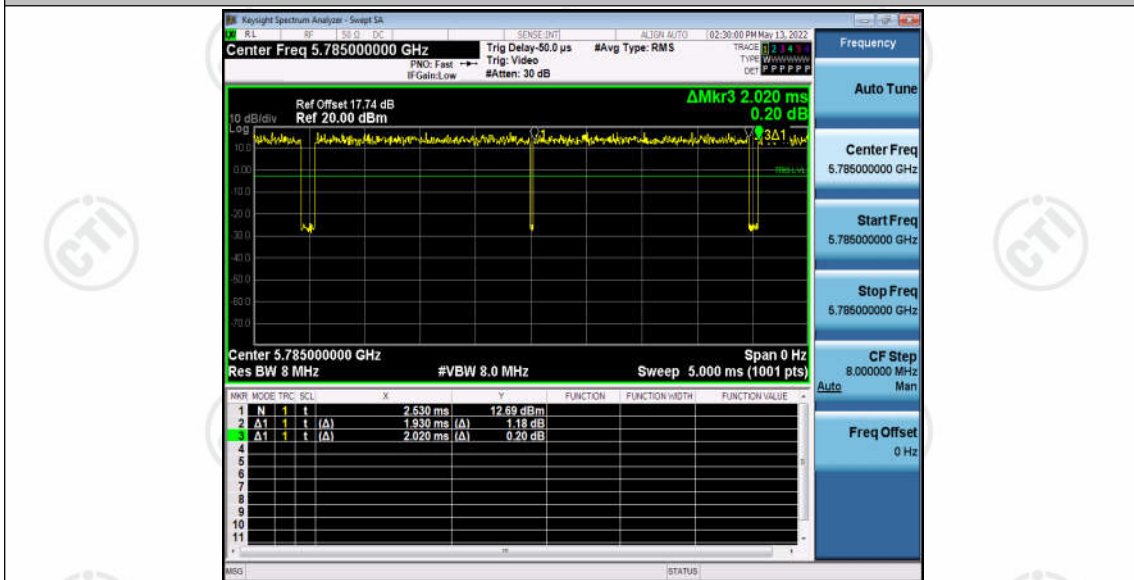 Keysight Spectrum Analyzer - Swept SA
RL RF 50 Ω DC SENSE:INT ALIGN AUTO 02:30:00 PM May 13, 2022
Center Freq 5.785000000 GHz
PNO: Fast
IFGain:Low
Trig Delay-50.0 µs
Trig: Video
#Atten: 30 dB
#Avg Type: RMS
TRACE 1 2 3 4 5 6
TYPE WWWWWW
DET P P P P P P
ΔMkr3 2.020 ms
0.20 dB
Ref Offset 17.74 dB
10 dB/div Ref 20.00 dBm
Log
10.0
0.00
-10.0
-20.0
-30.0
-40.0
-50.0
-60.0
-70.0
3Δ1
TRIG LVL
Center 5.785000000 GHz Span 0 Hz
Res BW 8 MHz #VBW 8.0 MHz Sweep 5.000 ms (1001 pts)
MKR MODE TRC SCL X Y FUNCTION FUNCTION WIDTH FUNCTION VALUE
1 N 1 t 2.530 ms 12.69 dBm
2 Δ1 1 t (Δ) 1.930 ms (Δ) 1.18 dB
3 Δ1 1 t (Δ) 2.020 ms (Δ) 0.20 dB
4
5
6
7
8
9
10
11
MSG STATUS
Frequency
Auto Tune
Center Freq
5.785000000 GHz
Start Freq
5.785000000 GHz
Stop Freq
5.785000000 GHz
CF Step
8.000000 MHz
Auto Man
Freq Offset
0 Hz
CTI
CTI